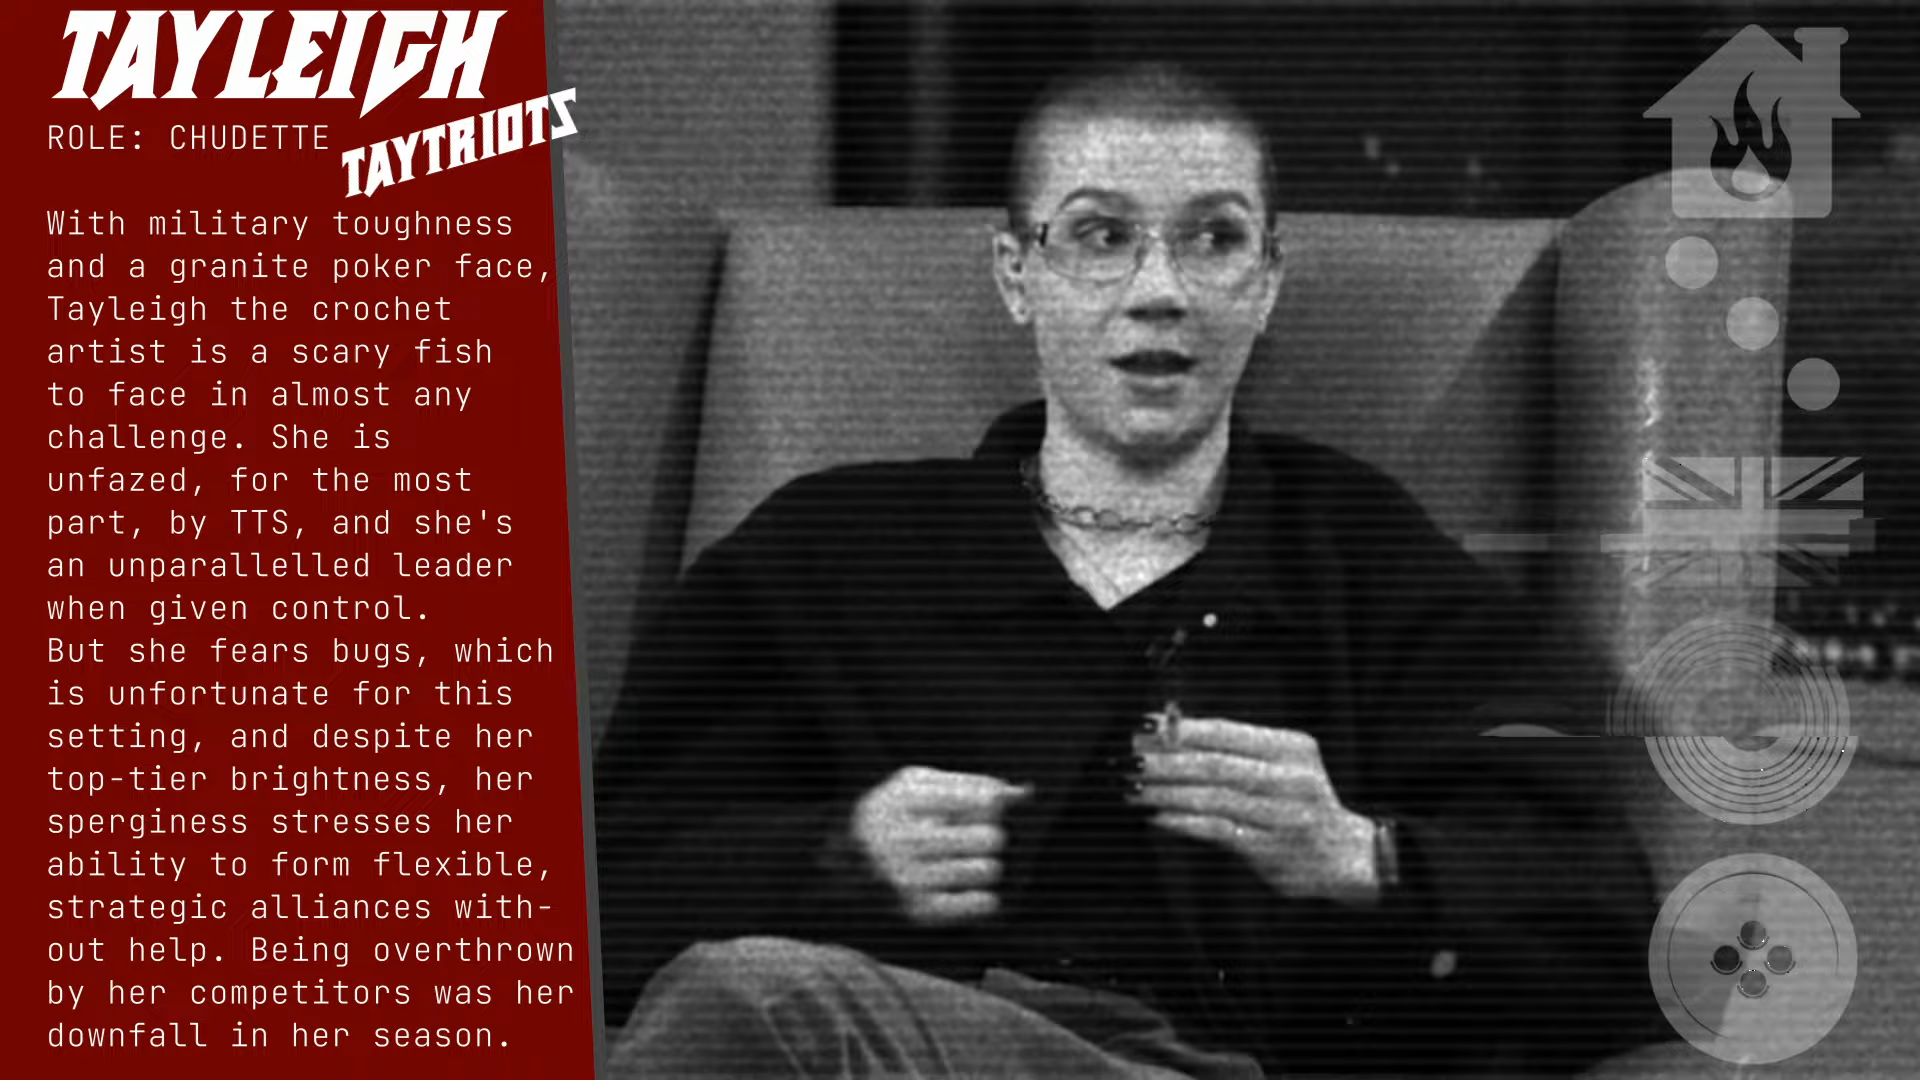 TAYLEIGH
ROLE: CHUDETTE
TAYTRIOTS
With military toughness
and a granite poker face,
Tayleigh the crochet
artist is a scary fish
to face in almost any
challenge. She is
unfazed, for the most
part, by TTS, and she's
an unparallelled leader
when given control.
But she fears bugs, which
is unfortunate for this
setting, and despite her
top-tier brightness, her
sperginess stresses her
ability to form flexible,
strategic alliances with-
out help. Being overthrown
by her competitors was her
downfall in her season.